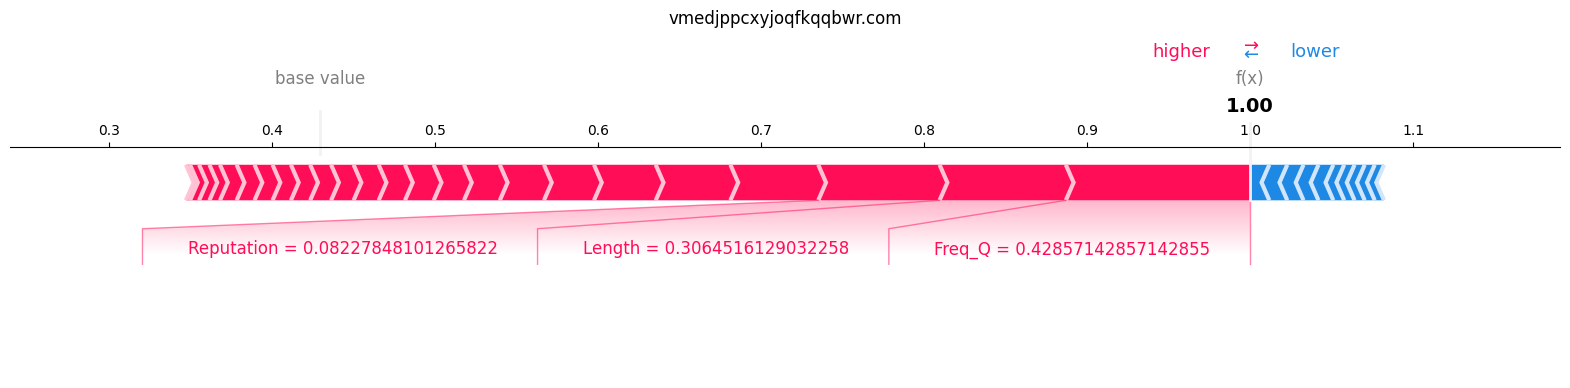 vmedjppcxyjoqfkqqbwr.com
higher ⇄ lower
base value f(x)
1.00
0.3 0.4 0.5 0.6 0.7 0.8 0.9 1.0 1.1
Reputation = 0.08227848101265822 Length = 0.3064516129032258 Freq_Q = 0.42857142857142855